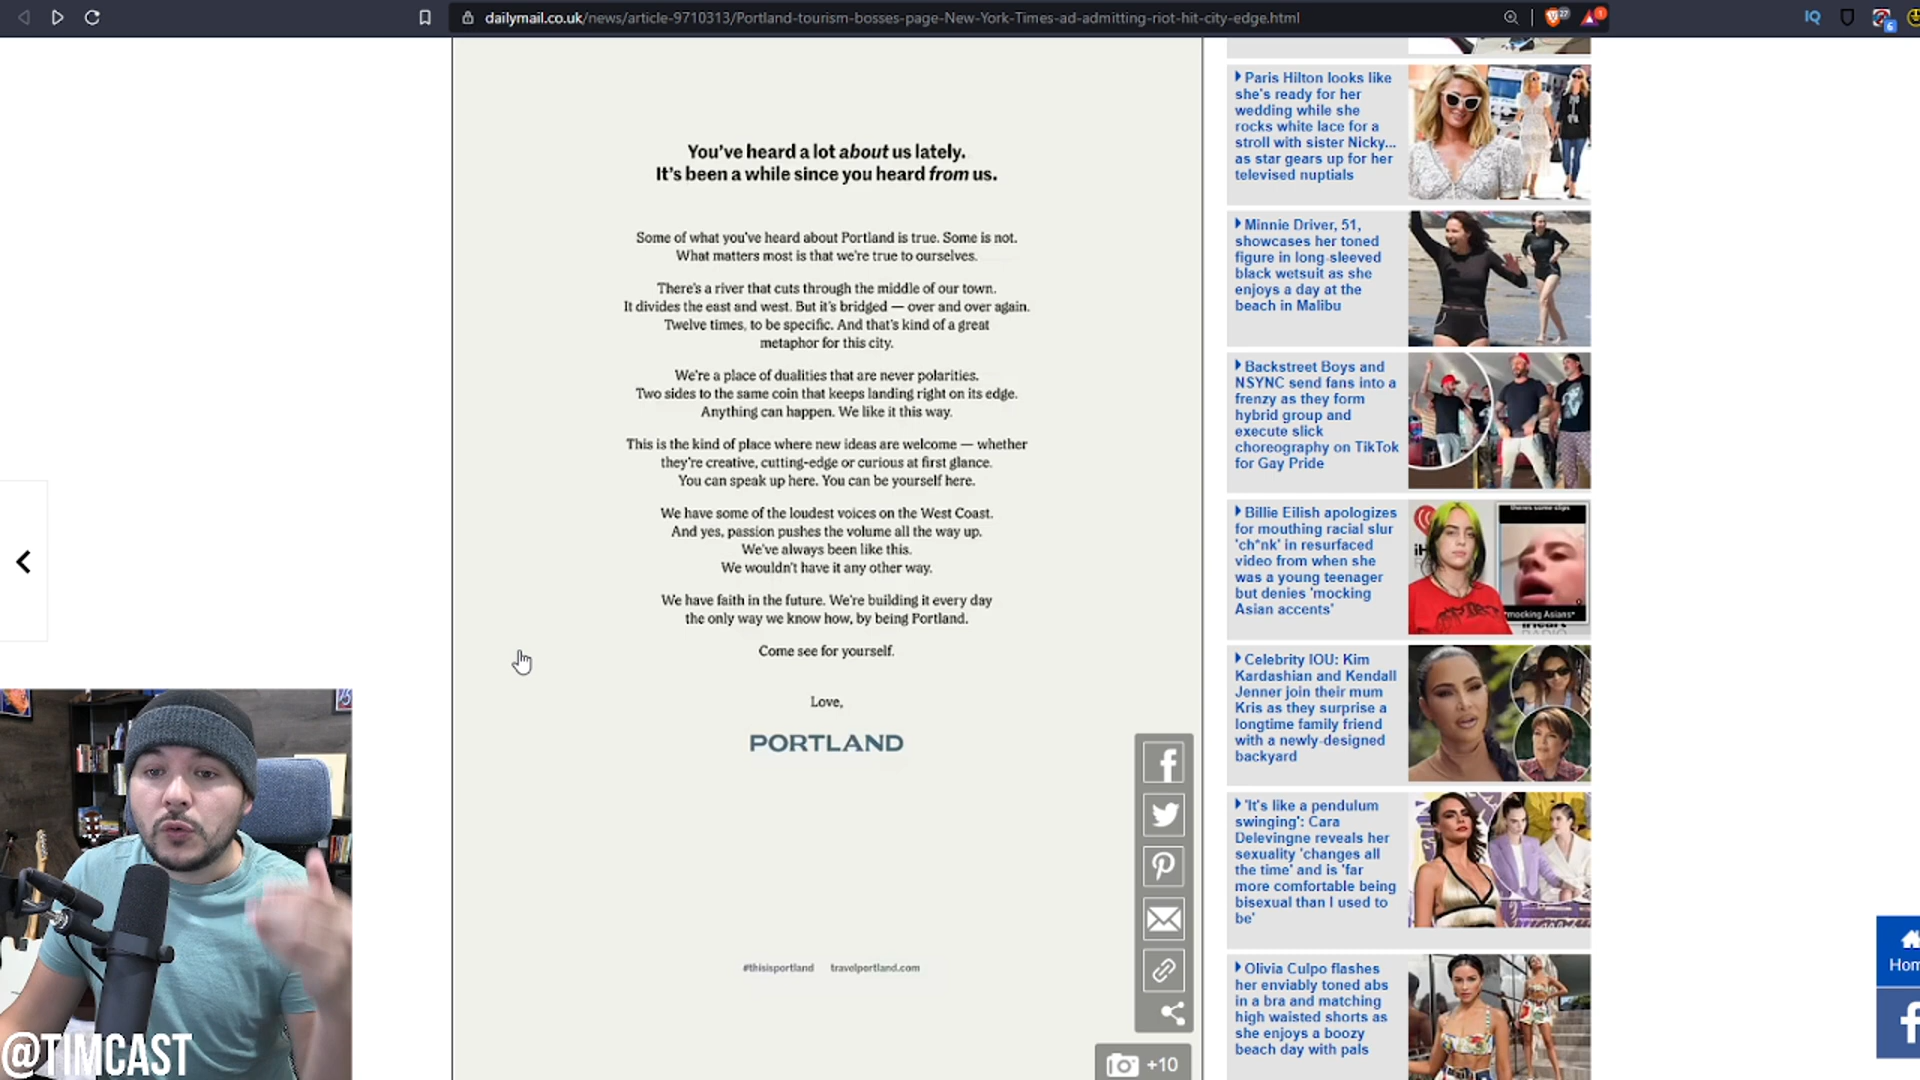 dailymail.co.uk/news/article-9710313/Portland-tourism-bosses-page-New-York-Times-ad-admitting-riot-hit-city-edge.html
27
1
IQ
6
You've heard a lot about us lately.
It's been a while since you heard from us.
Some of what you've heard about Portland is true. Some is not.
What matters most is that we're true to ourselves.
There's a river that cuts through the middle of our town.
It divides the east and west. But it's bridged — over and over again.
Twelve times, to be specific. And that's kind of a great
metaphor for this city.
We're a place of dualities that are never polarities.
Two sides to the same coin that keeps landing right on its edge.
Anything can happen. We like it this way.
This is the kind of place where new ideas are welcome — whether
they're creative, cutting-edge or curious at first glance.
You can speak up here. You can be yourself here.
We have some of the loudest voices on the West Coast.
And yes, passion pushes the volume all the way up.
We've always been like this.
We wouldn't have it any other way.
We have faith in the future. We're building it every day
the only way we know how, by being Portland.
Come see for yourself.
Love,
PORTLAND
#thisisportland travelportland.com
+10
Paris Hilton looks like
she's ready for her
wedding while she
rocks white lace for a
stroll with sister Nicky...
as star gears up for her
televised nuptials
Minnie Driver, 51,
showcases her toned
figure in long-sleeved
black wetsuit as she
enjoys a day at the
beach in Malibu
Backstreet Boys and
NSYNC send fans into a
frenzy as they form
hybrid group and
execute slick
choreography on TikTok
for Gay Pride
Billie Eilish apologizes
for mouthing racial slur
'ch*nk' in resurfaced
video from when she
was a young teenager
but denies 'mocking
Asian accents'
*mocking Asians*
Celebrity IOU: Kim
Kardashian and Kendall
Jenner join their mum
Kris as they surprise a
longtime family friend
with a newly-designed
backyard
'It's like a pendulum
swinging': Cara
Delevingne reveals her
sexuality 'changes all
the time' and is 'far
more comfortable being
bisexual than I used to
be'
Olivia Culpo flashes
her enviably toned abs
in a bra and matching
high waisted shorts as
she enjoys a boozy
beach day with pals
Hom
@TIMCAST